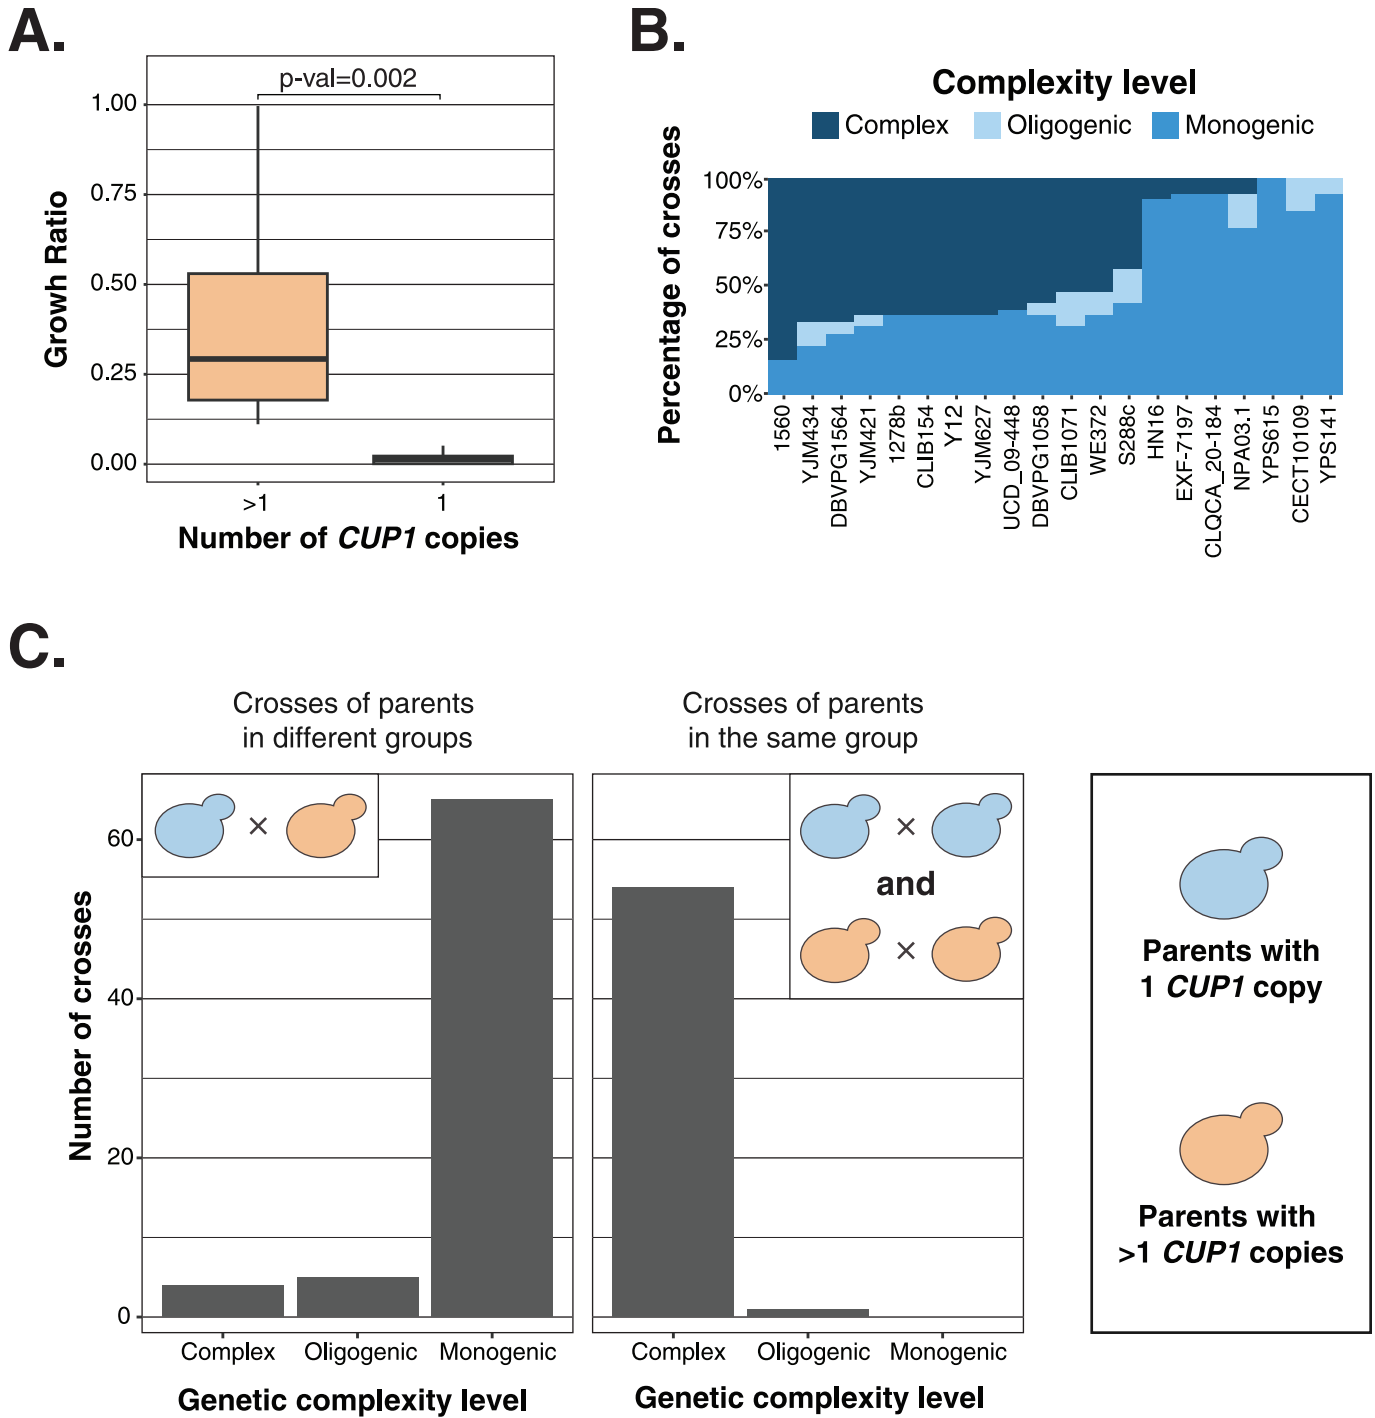 A.
p-val=0.002
1.00
0.75
0.50
0.25
0.00
Grown Ratio
>1
1
Number of CUP1 copies
B.
Complexity level
Complex
Oligogenic
Monogenic
Percentage of crosses
100%
75%
50%
25%
0%
1560
YJM434
DBVPG1564
YJM421
1278b
CLIB154
Y12
YJM627
UCD_09-448
DBVPG1058
CLIB1071
WE372
S288c
HN16
EXF-7197
CLQCA_20-184
NPA03.1
YPS615
CECT10109
YPS141
C.
Crosses of parents
in different groups
Crosses of parents
in the same group
×
×
and
×
Number of crosses
60
40
20
0
Complex
Oligogenic
Monogenic
Genetic complexity level
Complex
Oligogenic
Monogenic
Genetic complexity level
Parents with
1 CUP1 copy
Parents with
>1 CUP1 copies